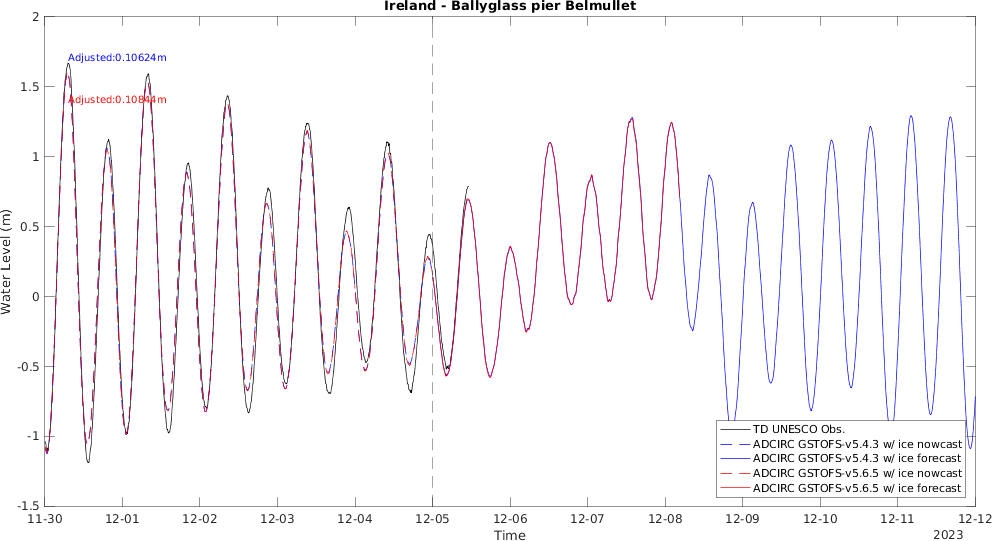 Ireland - Ballyglass pier Belmullet
2
Adjusted:0.10624m
1.5
Adjusted:0.10844m
1
0.5
0
-0.5
-1
-1.5
Water Level (m)
TD UNESCO Obs.
ADCIRC GSTOFS-v5.4.3 w/ ice nowcast
ADCIRC GSTOFS-v5.4.3 w/ ice forecast
ADCIRC GSTOFS-v5.6.5 w/ ice nowcast
ADCIRC GSTOFS-v5.6.5 w/ ice forecast
11-30 12-01 12-02 12-03 12-04 12-05 12-06 12-07 12-08 12-09 12-10 12-11 12-12
Time
2023